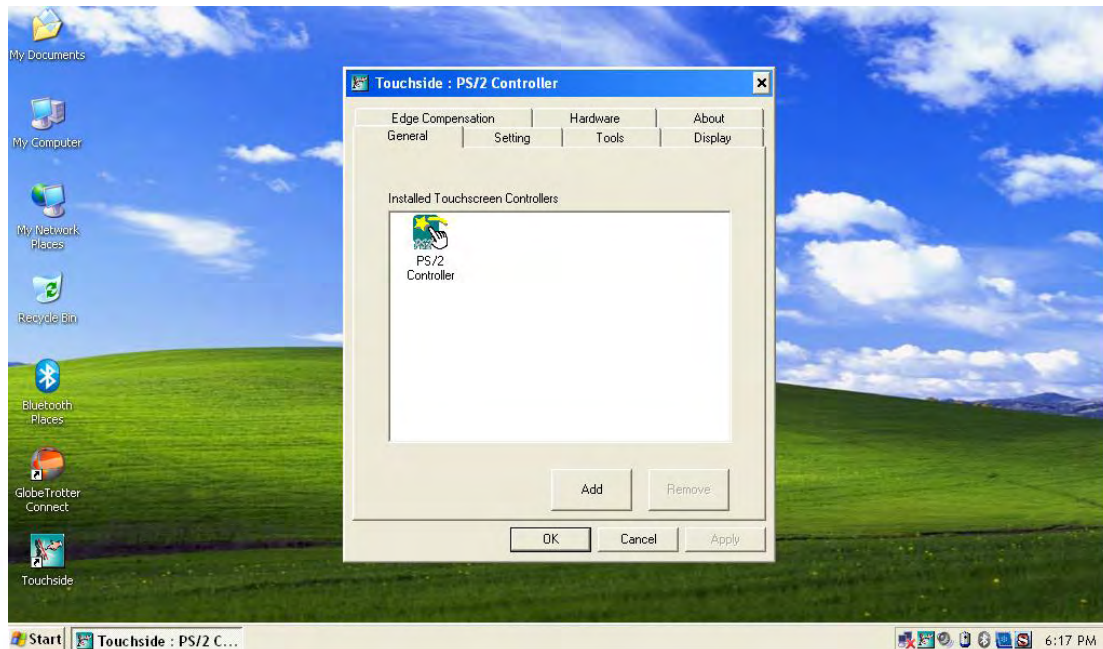 My Documents
My Computer
My Network
Places
Recycle Bin
Bluetooth
Places
GlobeTrotter
Connect
Touchside
Touchside : PS/2 Controller
Edge Compensation Hardware About
General Setting Tools Display
Installed Touchscreen Controllers
PS/2
Controller
Add Remove
OK Cancel Apply
Start Touchside : PS/2 C... 6:17 PM